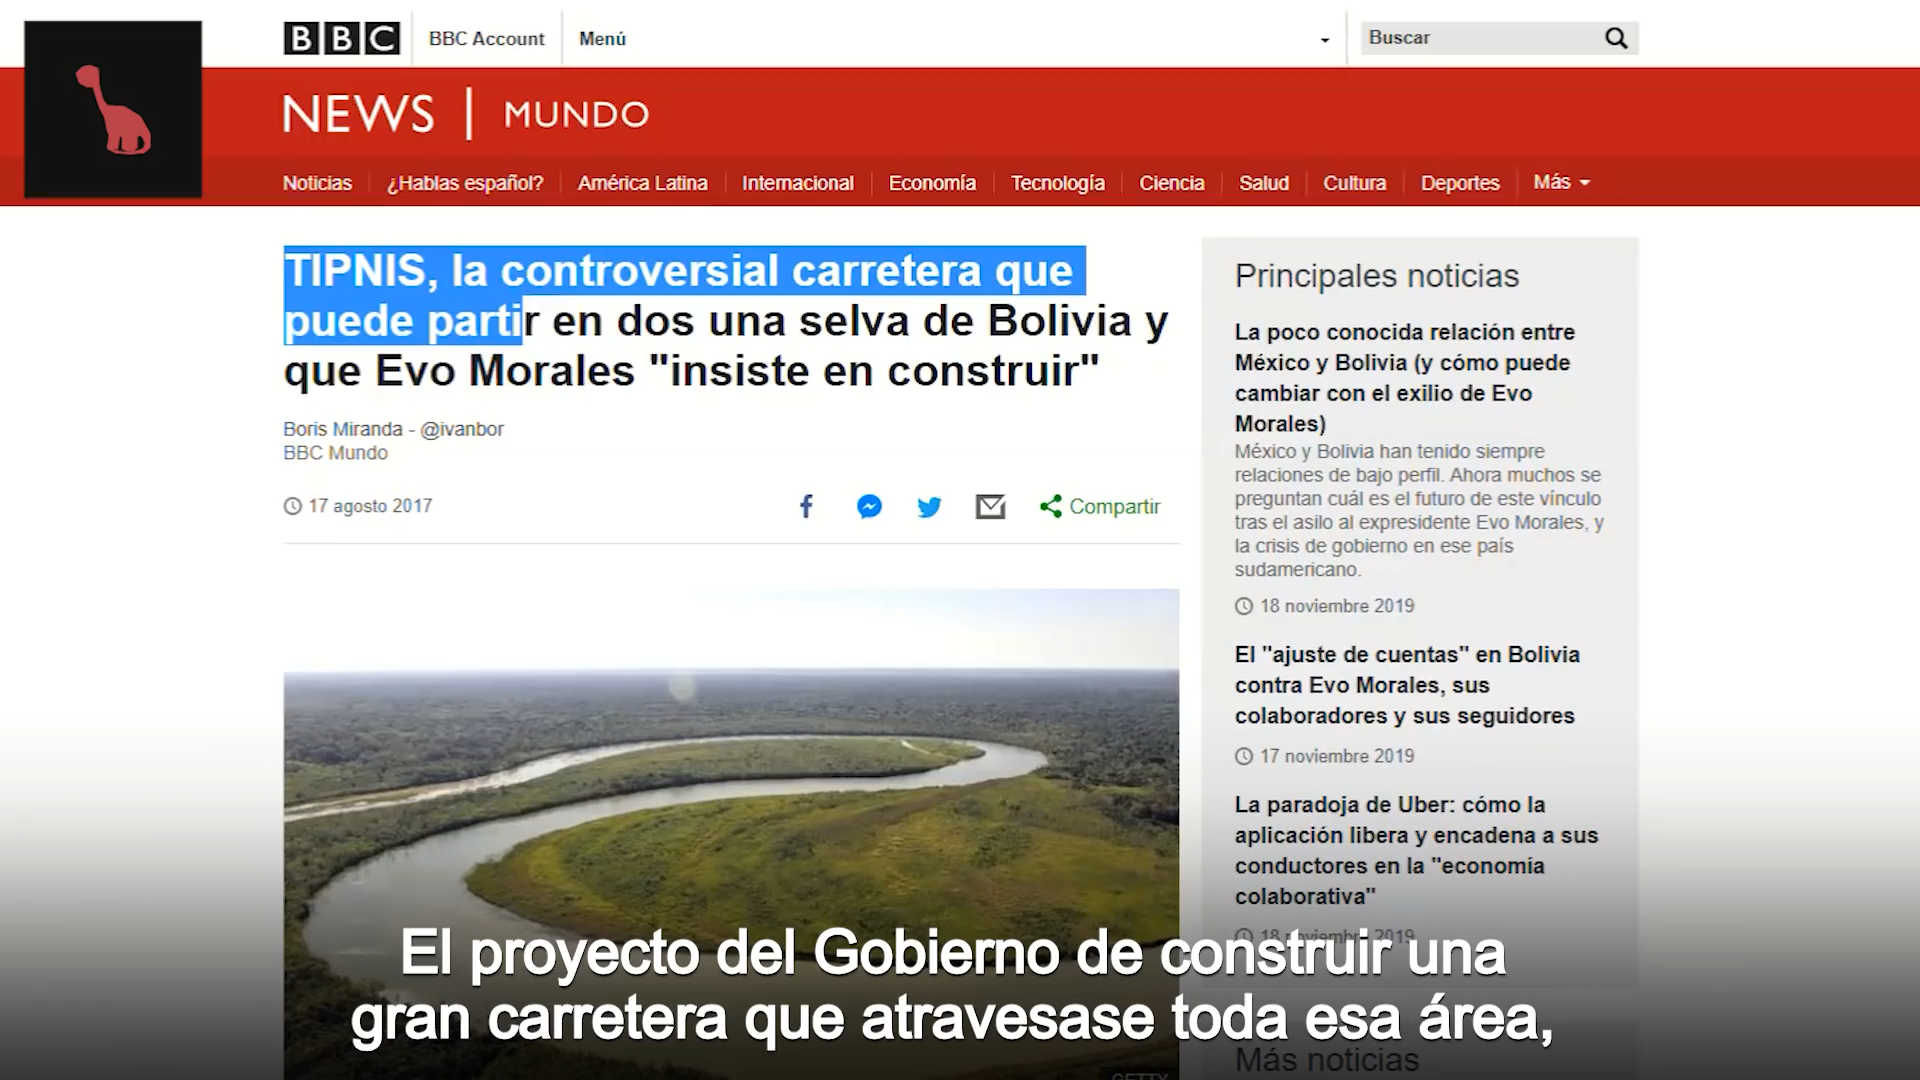 BBC
BBC Account
Menú
Buscar
NEWS | MUNDO
Noticias
¿Hablas español?
América Latina
Internacional
Economía
Tecnología
Ciencia
Salud
Cultura
Deportes
Más
TIPNIS, la controversial carretera que
puede partir en dos una selva de Bolivia y
que Evo Morales "insiste en construir"
Boris Miranda - @ivanbor
BBC Mundo
17 agosto 2017
Compartir
Principales noticias
La poco conocida relación entre
México y Bolivia (y cómo puede
cambiar con el exilio de Evo
Morales)
México y Bolivia han tenido siempre
relaciones de bajo perfil. Ahora muchos se
preguntan cuál es el futuro de este vínculo
tras el asilo al expresidente Evo Morales, y
la crisis de gobierno en ese país
sudamericano.
18 noviembre 2019
El "ajuste de cuentas" en Bolivia
contra Evo Morales, sus
colaboradores y sus seguidores
17 noviembre 2019
La paradoja de Uber: cómo la
aplicación libera y encadena a sus
conductores en la "economía
colaborativa"
18 noviembre 2019
El proyecto del Gobierno de construir una
gran carretera que atravesase toda esa área,
Más noticias
GETTY